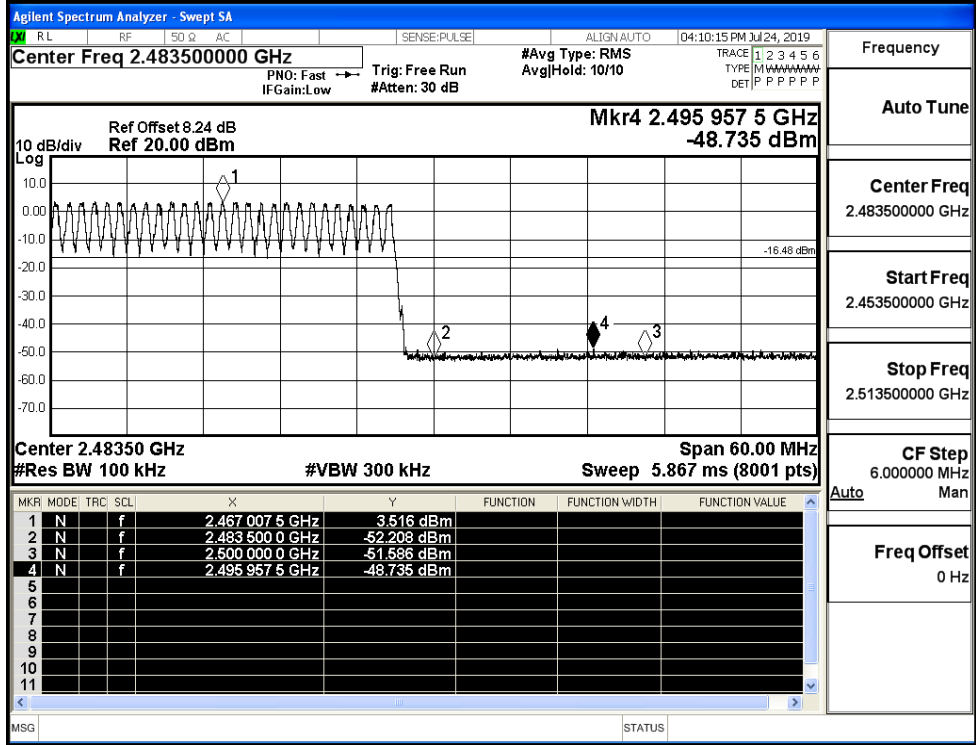 Agilent Spectrum Analyzer - Swept SA
LXI RL RF 50 Ω AC SENSE:PULSE ALIGN AUTO 04:10:15 PM Jul 24, 2019
Center Freq 2.483500000 GHz
PNO: Fast
IFGain:Low
Trig: Free Run
#Atten: 30 dB
#Avg Type: RMS
Avg|Hold: 10/10
TRACE 1 2 3 4 5 6
TYPE M WWWWW
DET P P P P P P
Mkr4 2.495 957 5 GHz
-48.735 dBm
Ref Offset 8.24 dB
Ref 20.00 dBm
10 dB/div
Log
10.0
0.00
-10.0
-20.0
-30.0
-40.0
-50.0
-60.0
-70.0
1
2
4
3
-16.48 dBm
Center 2.48350 GHz
Span 60.00 MHz
#Res BW 100 kHz
#VBW 300 kHz
Sweep 5.867 ms (8001 pts)
MKR MODE TRC SCL X Y FUNCTION FUNCTION WIDTH FUNCTION VALUE
1 N f 2.467 007 5 GHz 3.516 dBm
2 N f 2.483 500 0 GHz -52.208 dBm
3 N f 2.500 000 0 GHz -51.586 dBm
4 N f 2.495 957 5 GHz -48.735 dBm
5
6
7
8
9
10
11
MSG
STATUS
Frequency
Auto Tune
Center Freq
2.483500000 GHz
Start Freq
2.453500000 GHz
Stop Freq
2.513500000 GHz
CF Step
6.000000 MHz
Auto Man
Freq Offset
0 Hz